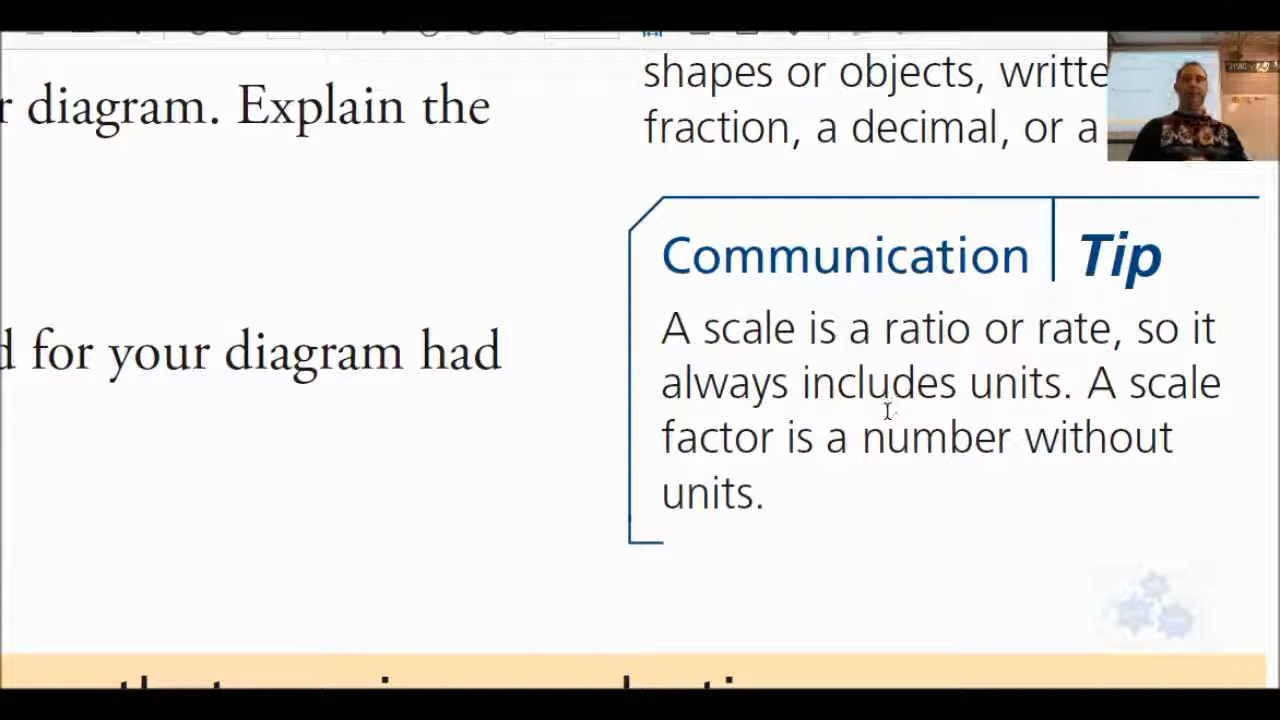 r diagram. Explain the
d for your diagram had
shapes or objects, writte
fraction, a decimal, or a
Communication Tip
A scale is a ratio or rate, so it
always includes units. A scale
factor is a number without
units.